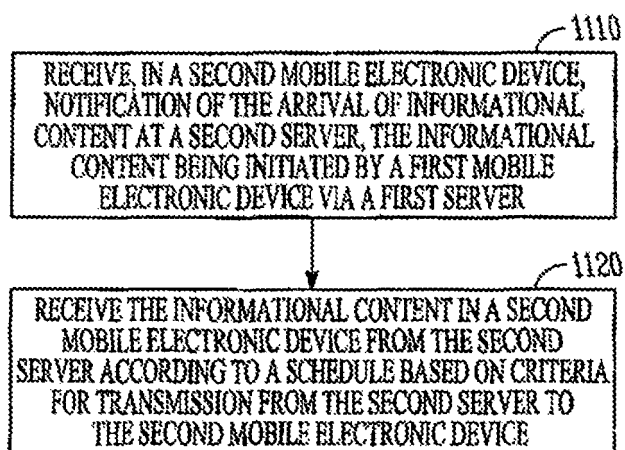 1110
RECEIVE, IN A SECOND MOBILE ELECTRONIC DEVICE,
NOTIFICATION OF THE ARRIVAL OF INFORMATIONAL
CONTENT AT A SECOND SERVER, THE INFORMATIONAL
CONTENT BEING INITIATED BY A FIRST MOBILE
ELECTRONIC DEVICE VIA A FIRST SERVER
1120
RECEIVE THE INFORMATIONAL CONTENT IN A SECOND
MOBILE ELECTRONIC DEVICE FROM THE SECOND
SERVER ACCORDING TO A SCHEDULE BASED ON CRITERIA
FOR TRANSMISSION FROM THE SECOND SERVER TO
THE SECOND MOBILE ELECTRONIC DEVICE